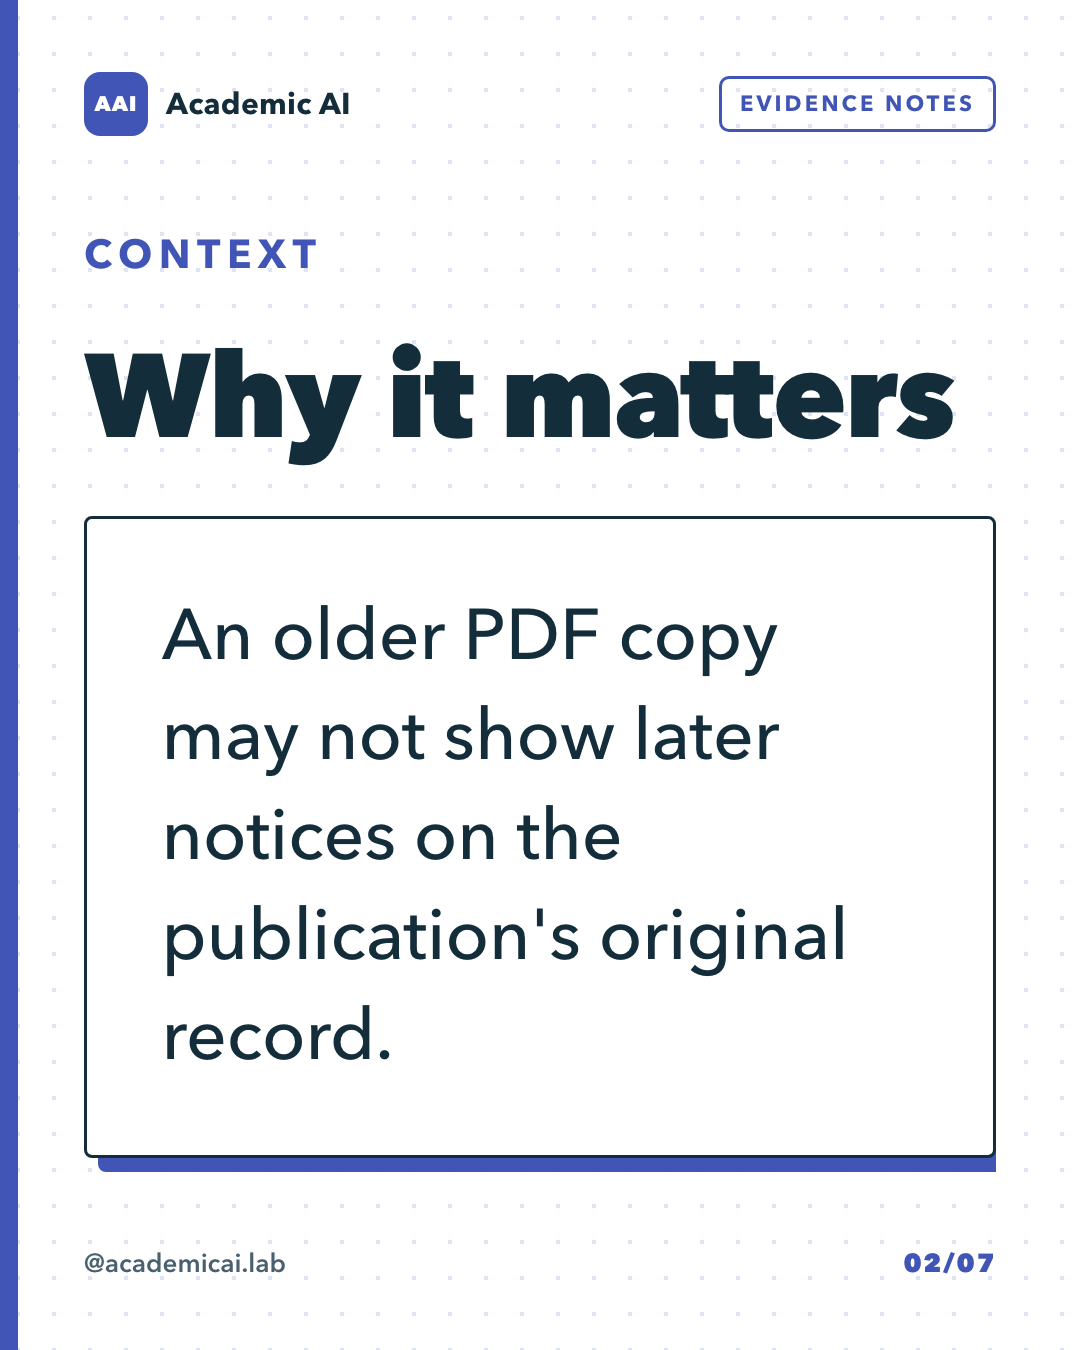 AAI Academic AI
EVIDENCE NOTES
CONTEXT
Why it matters
An older PDF copy
may not show later
notices on the
publication's original
record.
@academicai.lab
02/07